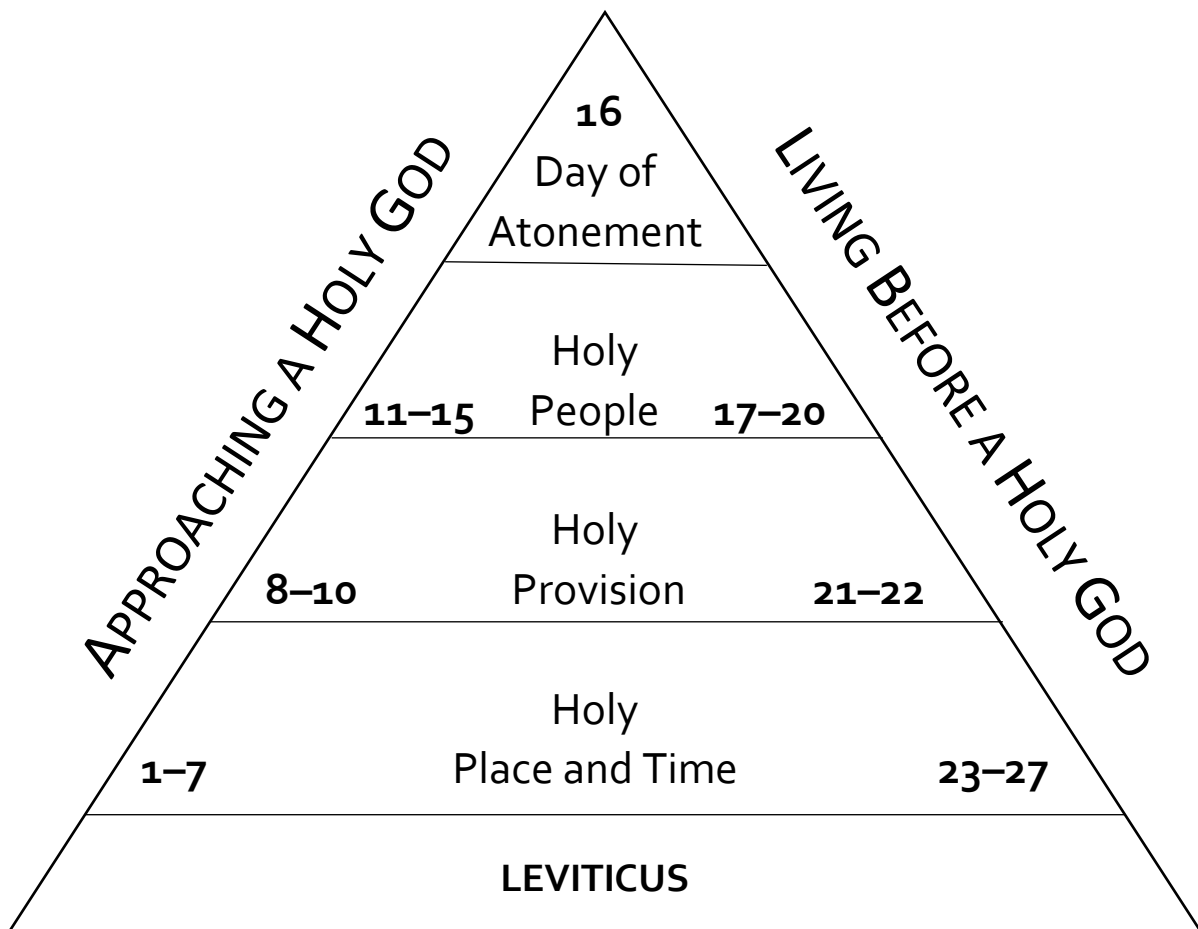 16
Day of
Atonement
APPROACHING A HOLY GOD
LIVING BEFORE A HOLY GOD
Holy
11–15 People 17–20
Holy
8–10 Provision 21–22
Holy
1–7 Place and Time 23–27
LEVITICUS